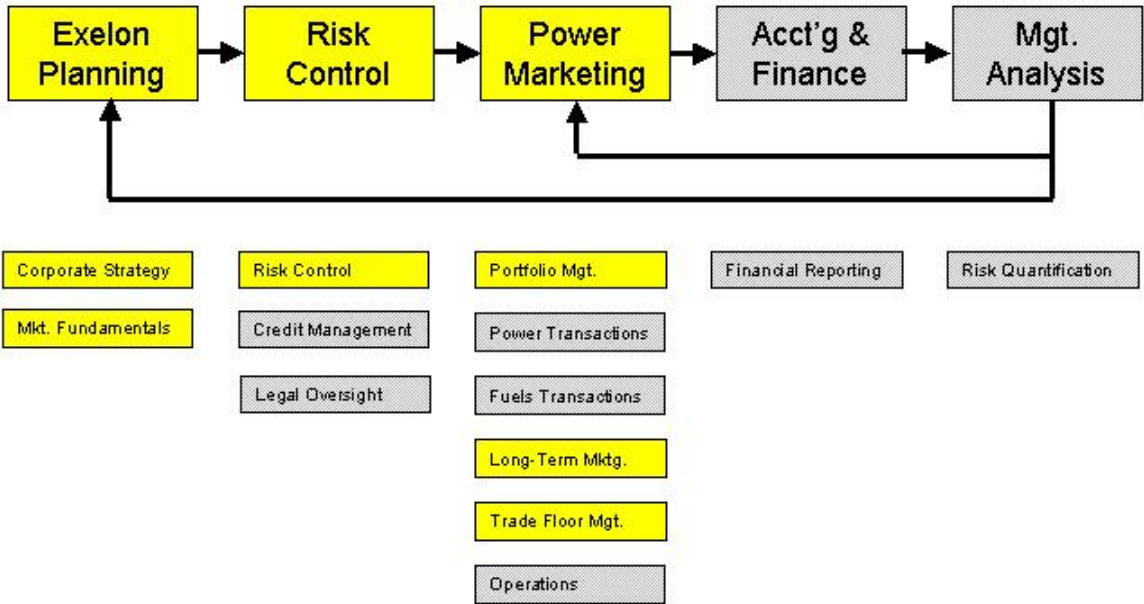 Exelon
Planning
Risk
Control
Power
Marketing
Acct'g &
Finance
Mgt.
Analysis
Corporate Strategy
Risk Control
Portfolio Mgt.
Financial Reporting
Risk Quantification
Mkt. Fundamentals
Credit Management
Power Transactions
Legal Oversight
Fuels Transactions
Long-Term Mktg.
Trade Floor Mgt.
Operations